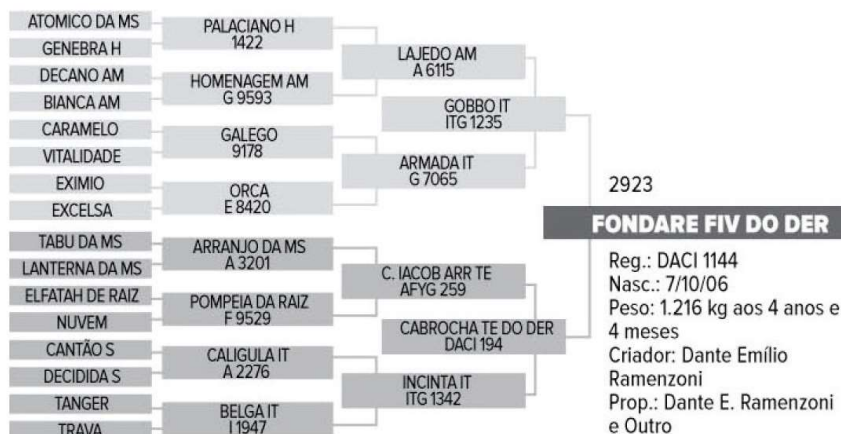 ATOMICO DA MS
GENEBRA H
DECANO AM
BIANCA AM
CARAMELO
VITALIDADE
EXIMIO
EXCELSA
TABU DA MS
LANTERNA DA MS
ELFATAH DE RAIZ
NUVEM
CANTÃO S
DECIDIDA S
TANGER
TRAVA
PALACIANO H
1422
HOMENAGEM AM
G 9593
GALEGO
9178
ORCA
E 8420
ARRANJO DA MS
A 3201
POMPEIA DA RAIZ
F 9529
CALIGULA IT
A 2276
BELGA IT
I 1947
LAJEDO AM
A 6115
ARMADA IT
G 7065
C. IACOB ARR TE
AFYG 259
INCINTA IT
ITG 1342
GOBBO IT
ITG 1235
CABROCHA TE DO DER
DACI 194
2923
FONDARE FIV DO DER
Reg.: DACI 1144
Nasc.: 7/10/06
Peso: 1.216 kg aos 4 anos e
4 meses
Criador: Dante Emílio
Ramenzoni
Prop.: Dante E. Ramenzoni
e Outro